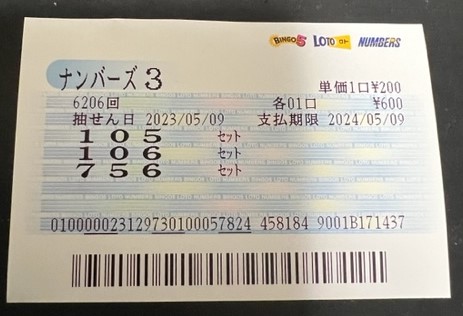 BINGO5 LOTO ロト NUMBERS
ナンバーズ3 単価1口¥200
6206回 各01口 ¥600
抽せん日 2023/05/09 支払期限 2024/05/09
105 セット
106 セット
756 セット
010000023129730100057824 458184 9001B171437